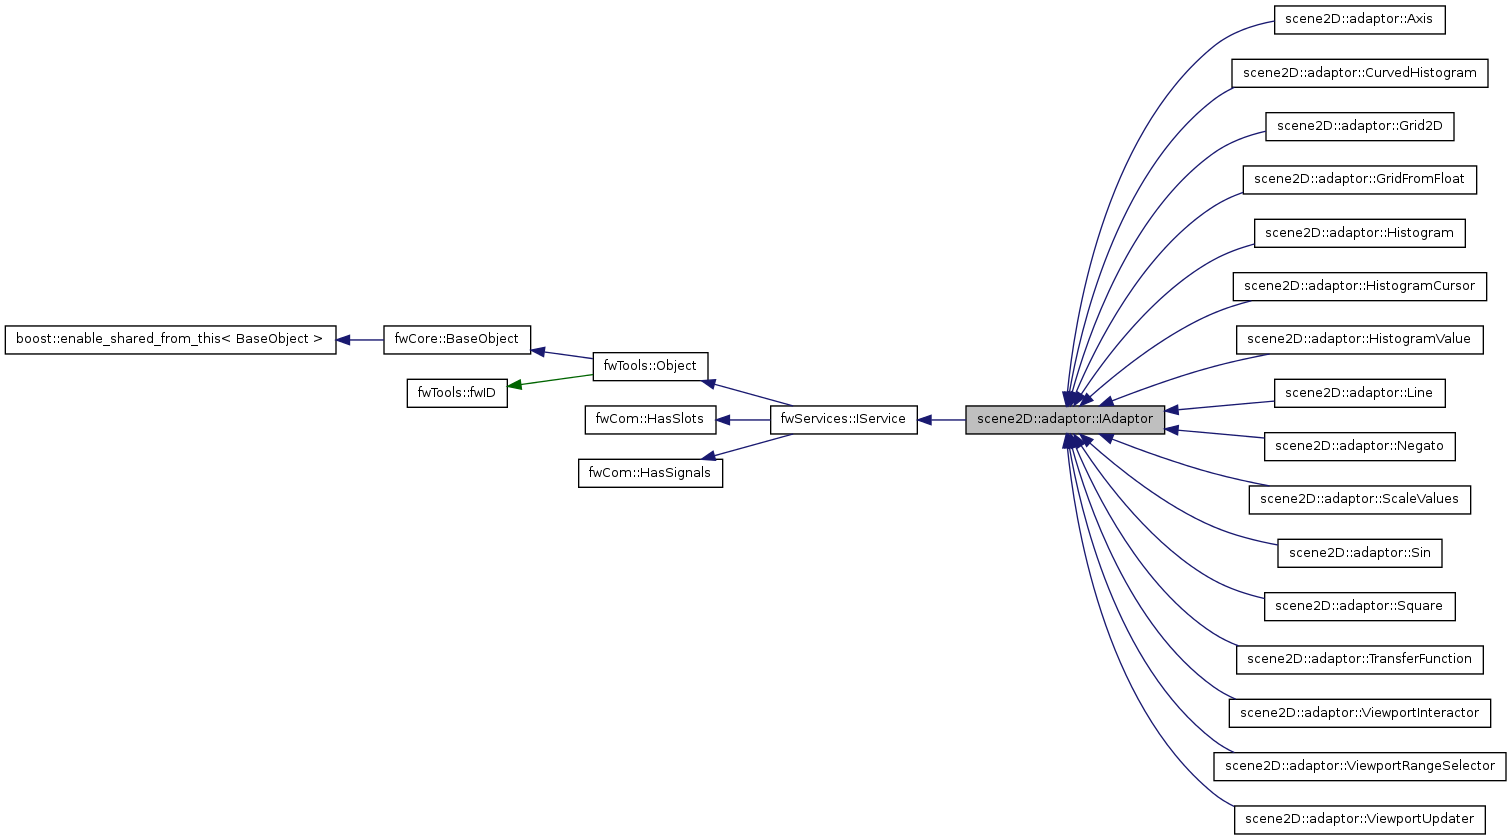 scene2D::adaptor::Axis
scene2D::adaptor::CurvedHistogram
scene2D::adaptor::Grid2D
scene2D::adaptor::GridFromFloat
scene2D::adaptor::Histogram
scene2D::adaptor::HistogramCursor
boost::enable_shared_from_this< BaseObject >
fwCore::BaseObject
scene2D::adaptor::HistogramValue
fwTools::Object
fwTools::fwID
scene2D::adaptor::Line
fwCom::HasSlots
fwServices::IService
scene2D::adaptor::IAdaptor
scene2D::adaptor::Negato
fwCom::HasSignals
scene2D::adaptor::ScaleValues
scene2D::adaptor::Sin
scene2D::adaptor::Square
scene2D::adaptor::TransferFunction
scene2D::adaptor::ViewportInteractor
scene2D::adaptor::ViewportRangeSelector
scene2D::adaptor::ViewportUpdater